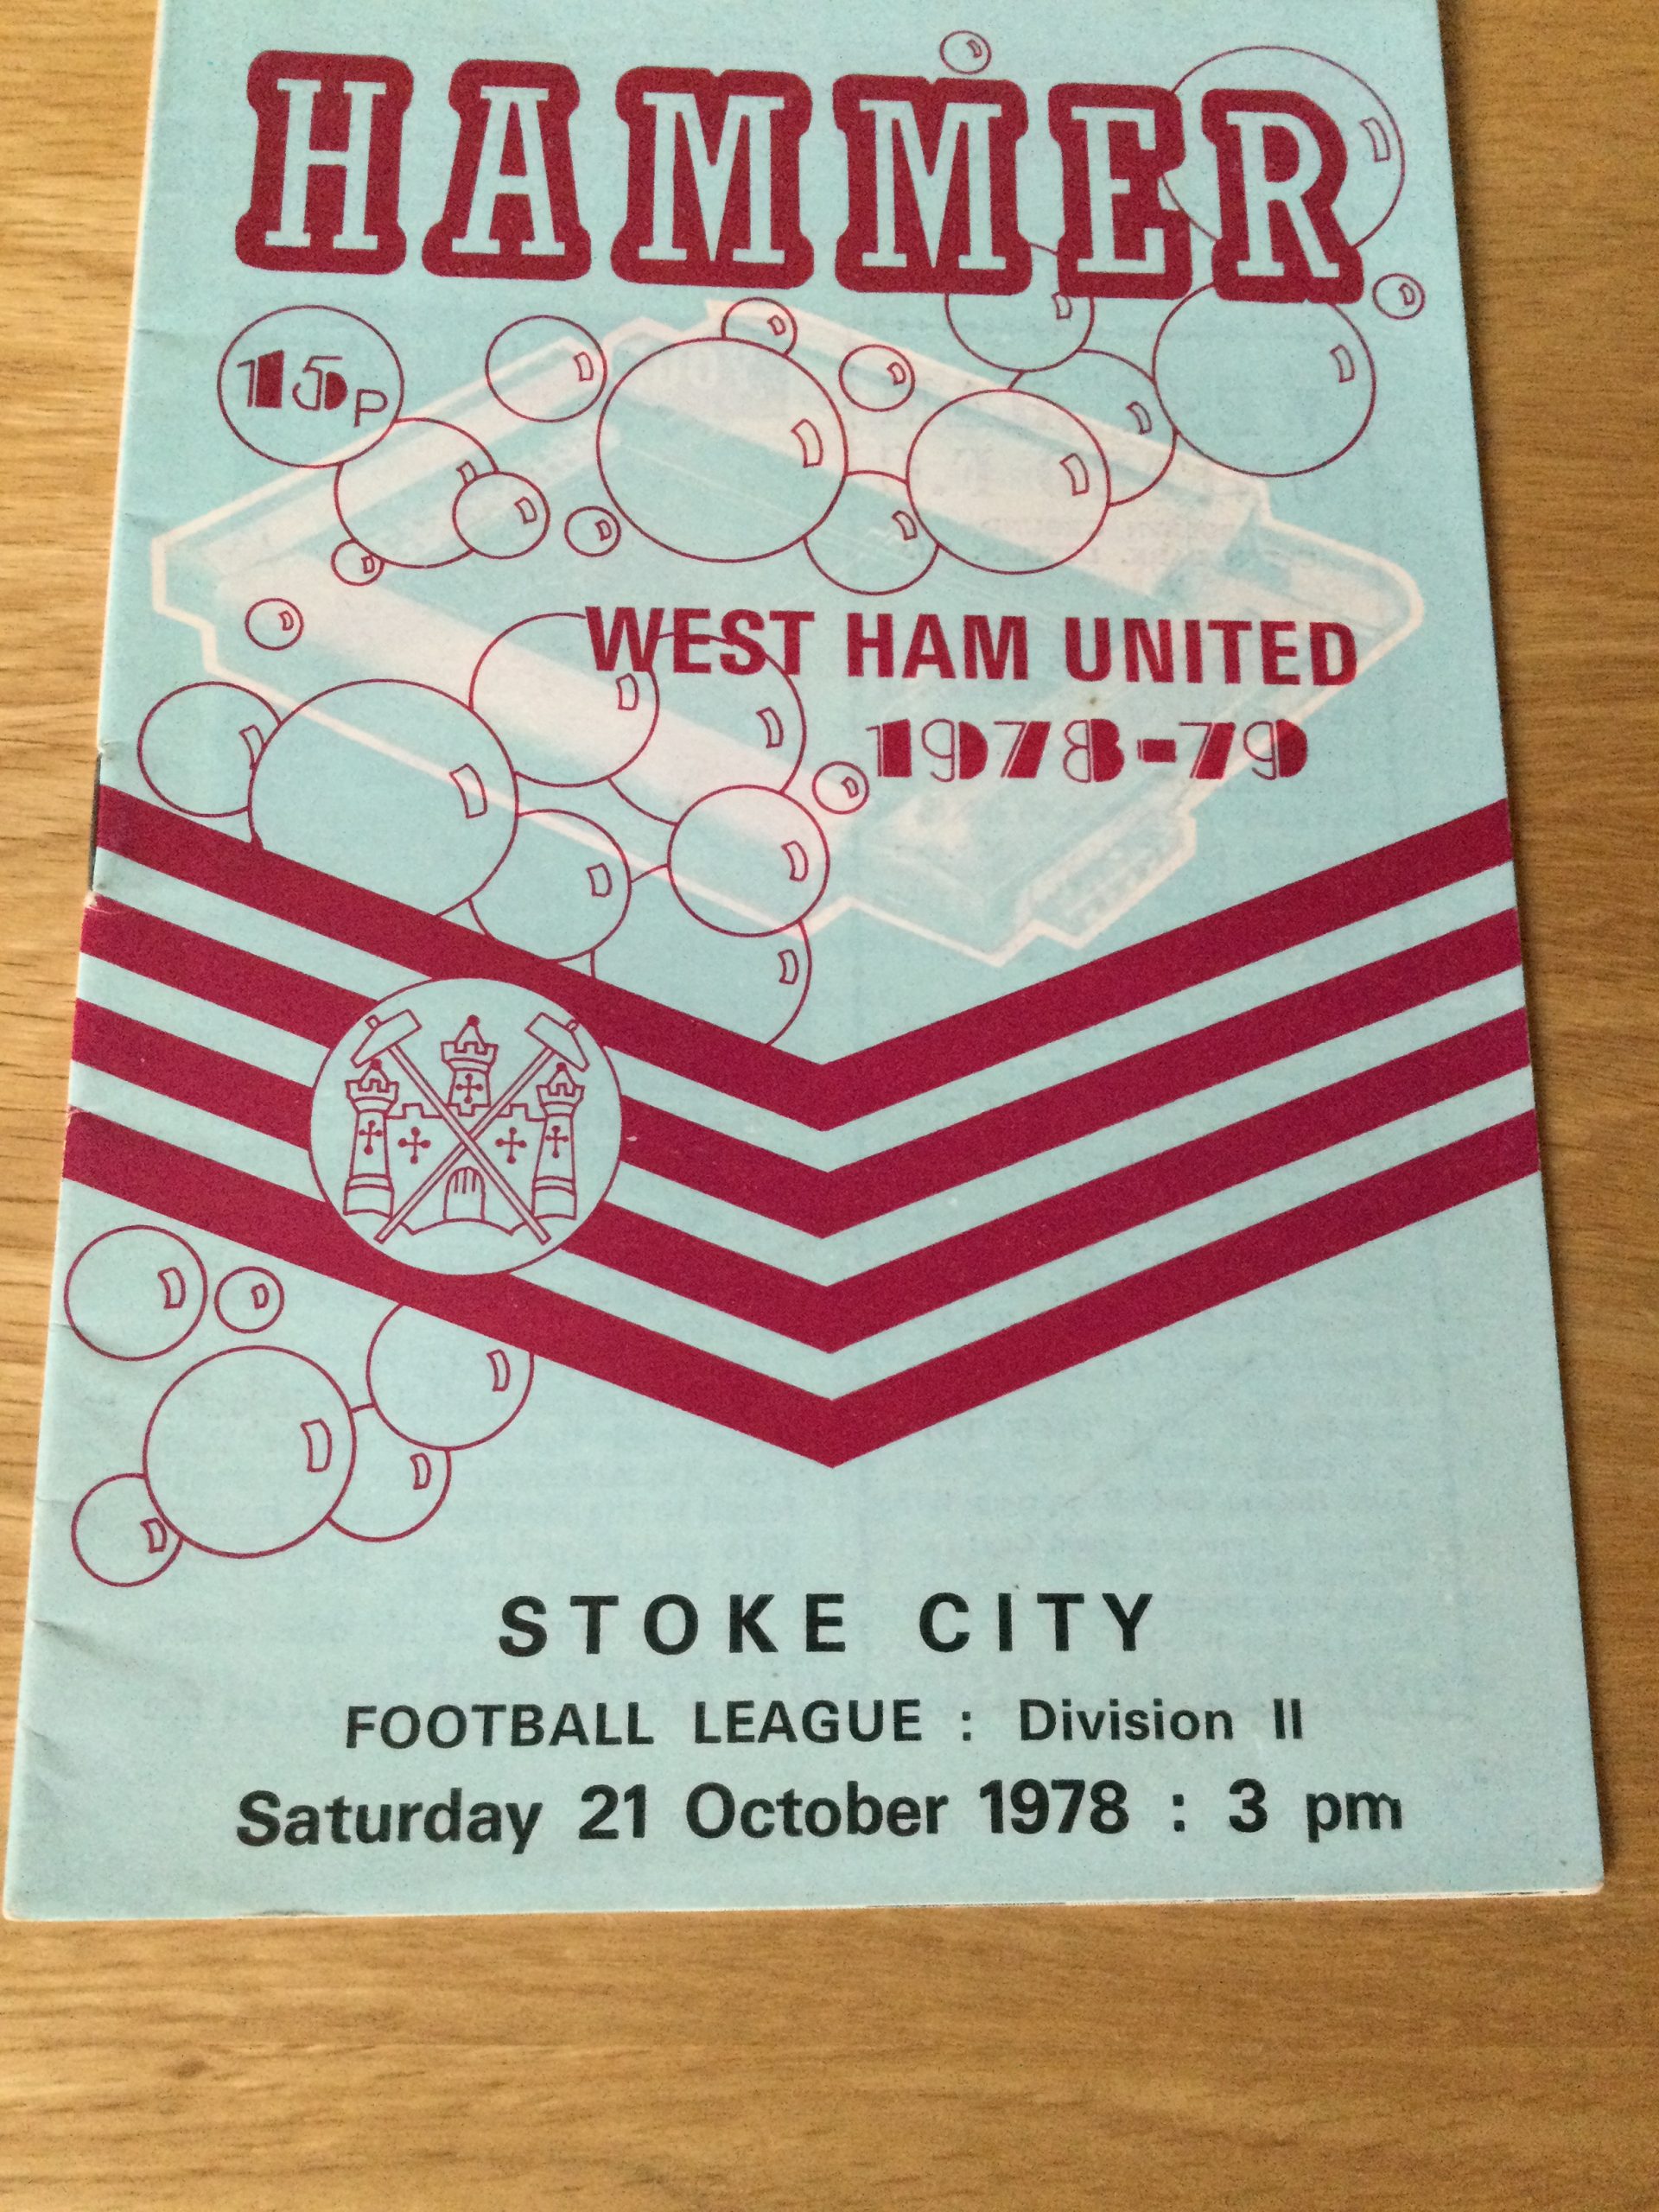 HAMMER
15p
WEST HAM UNITED
1978-79
STOKE CITY
FOOTBALL LEAGUE : Division II
Saturday 21 October 1978 : 3 pm